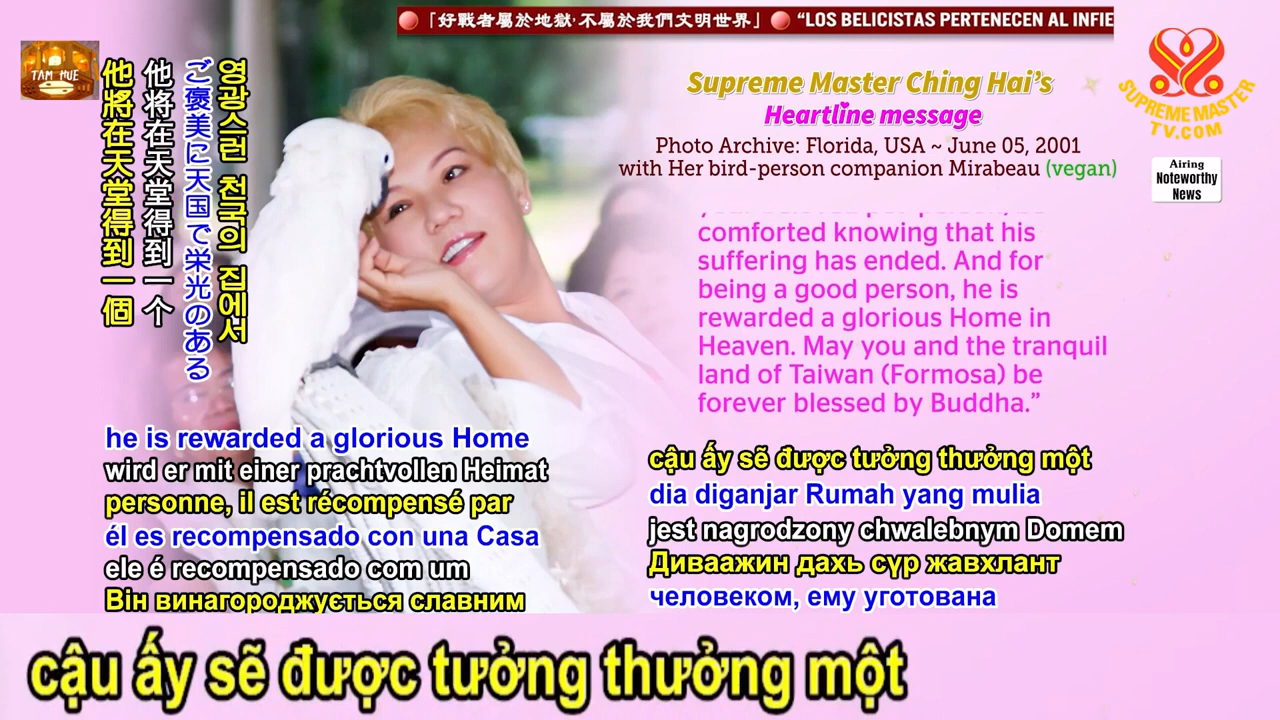 🔴「好戰者屬於地獄·不屬於我們文明世界」🔴 “LOS BELICISTAS PERTENECEN AL INFIE
TAM HUE
SUPREME MASTER
TV.COM
Airing
Noteworthy
News
Supreme Master Ching Hai’s
Heartline message
Photo Archive: Florida, USA ~ June 05, 2001
with Her bird-person companion Mirabeau (vegan)
영광스런 천국의 집에서
ご褒美に天国で栄光のある
他将在天堂得到一个
他將在天堂得到一個
comforted knowing that his
suffering has ended. And for
being a good person, he is
rewarded a glorious Home in
Heaven. May you and the tranquil
land of Taiwan (Formosa) be
forever blessed by Buddha.”
he is rewarded a glorious Home
wird er mit einer prachtvollen Heimat
personne, il est récompensé par
él es recompensado con una Casa
ele é recompensado com um
Він винагороджується славним
cậu ấy sẽ được tưởng thưởng một
dia diganjar Rumah yang mulia
jest nagrodzony chwalebnym Domem
Диваажин дахь сүр жавхлант
человеком, ему уготована
cậu ấy sẽ được tưởng thưởng một